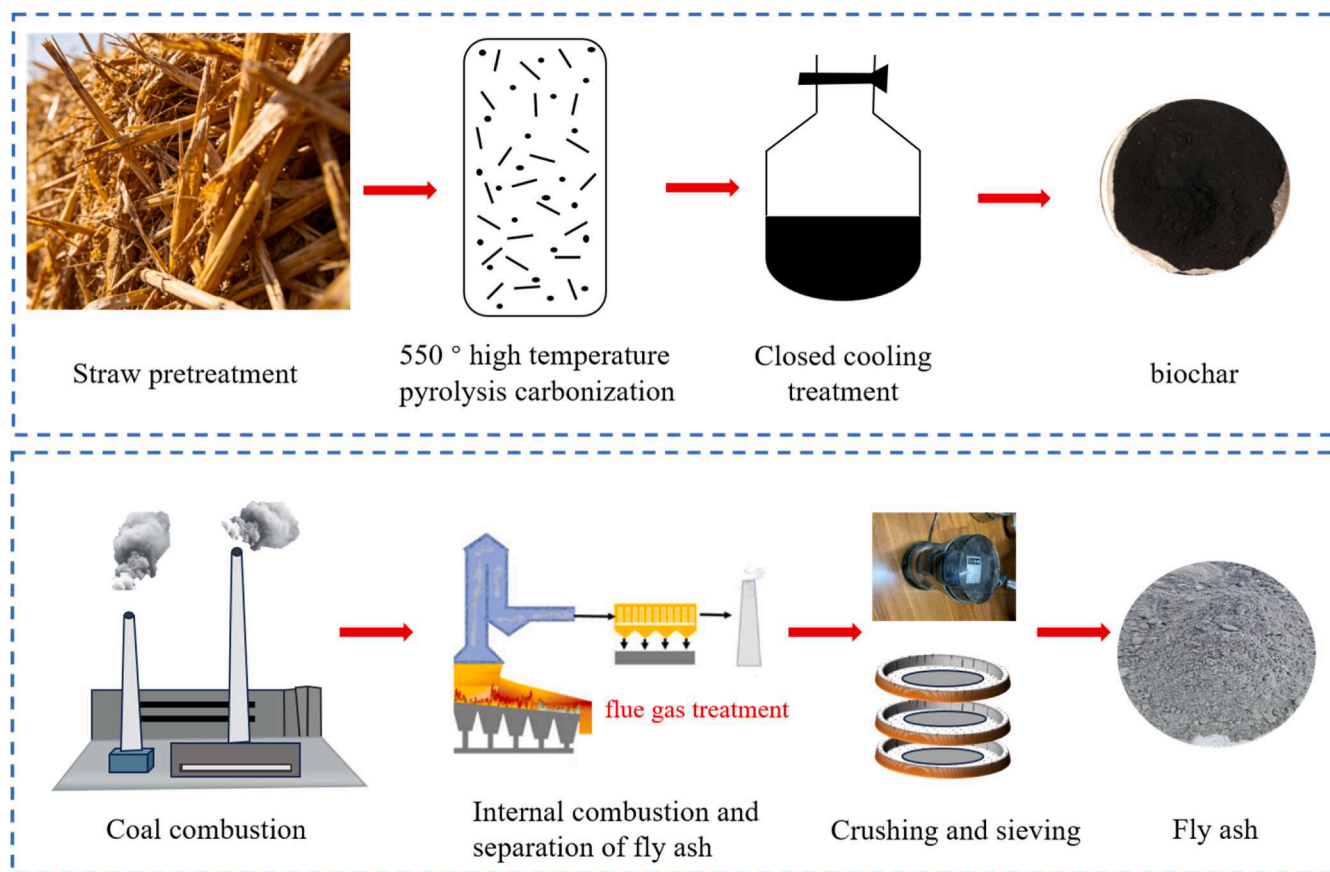 Straw pretreatment
550 ° high temperature
pyrolysis carbonization
Closed cooling
treatment
biochar
flue gas treatment
Coal combustion
Internal combustion and
separation of fly ash
Crushing and sieving
Fly ash